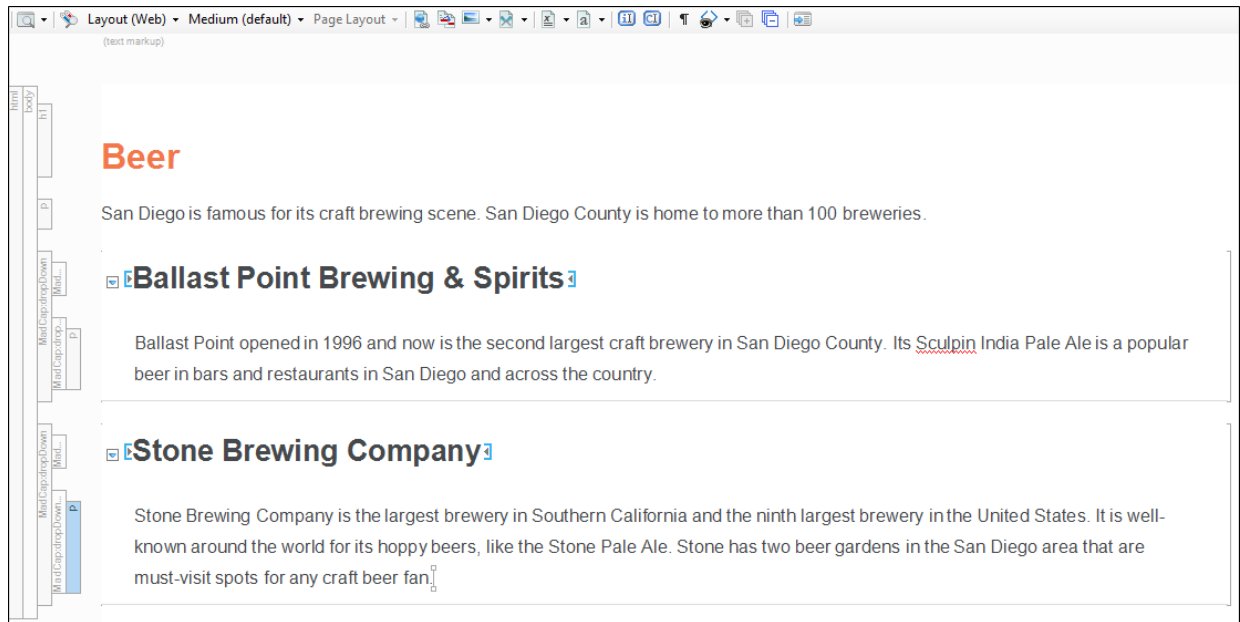 Layout (Web) Medium (default) Page Layout
(text markup)
html
body
h1
Beer
p
San Diego is famous for its craft brewing scene. San Diego County is home to more than 100 breweries.
MadCap:dropDown
Mad...
Ballast Point Brewing & Spirits
MadCap:drop...
p
Ballast Point opened in 1996 and now is the second largest craft brewery in San Diego County. Its Sculpin India Pale Ale is a popular
beer in bars and restaurants in San Diego and across the country.
MadCap:dropDown
Mad...
Stone Brewing Company
MadCap:dropDown...
p
Stone Brewing Company is the largest brewery in Southern California and the ninth largest brewery in the United States. It is well-
known around the world for its hoppy beers, like the Stone Pale Ale. Stone has two beer gardens in the San Diego area that are
must-visit spots for any craft beer fan.